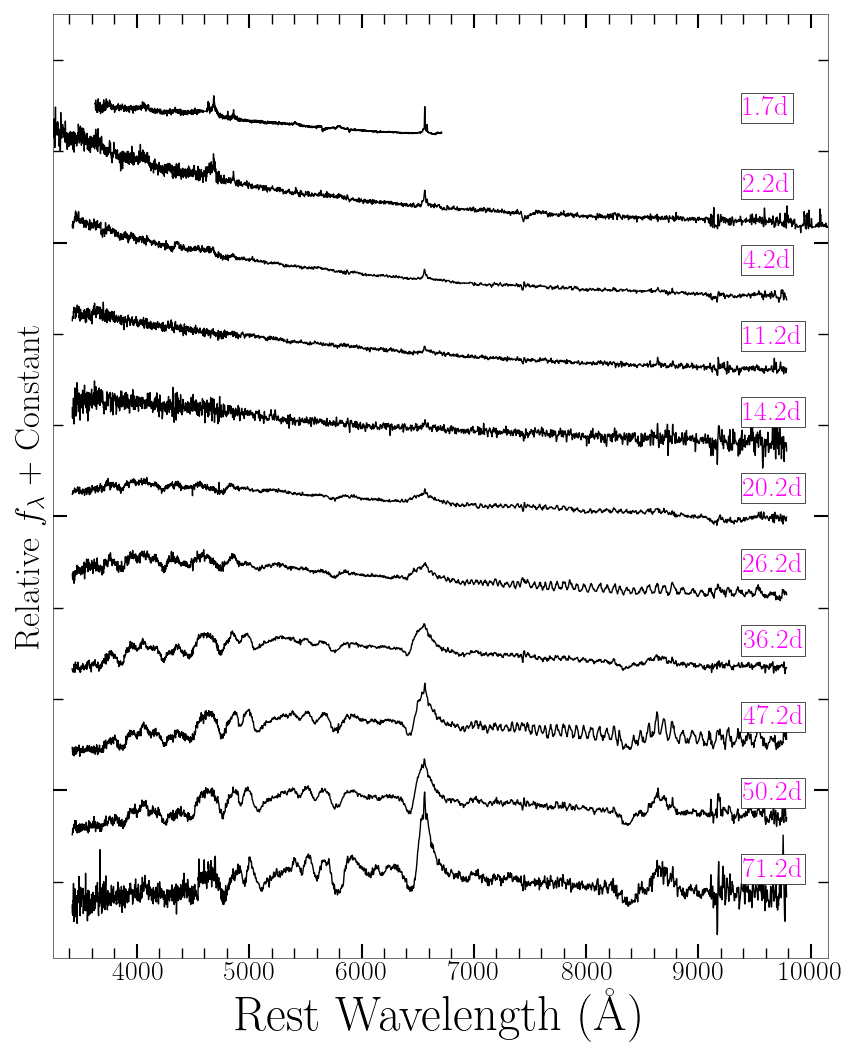 1.7d
2.2d
4.2d
11.2d
14.2d
20.2d
26.2d
36.2d
47.2d
50.2d
71.2d
Relative fλ + Constant
4000 5000 6000 7000 8000 9000 10000
Rest Wavelength (Å)